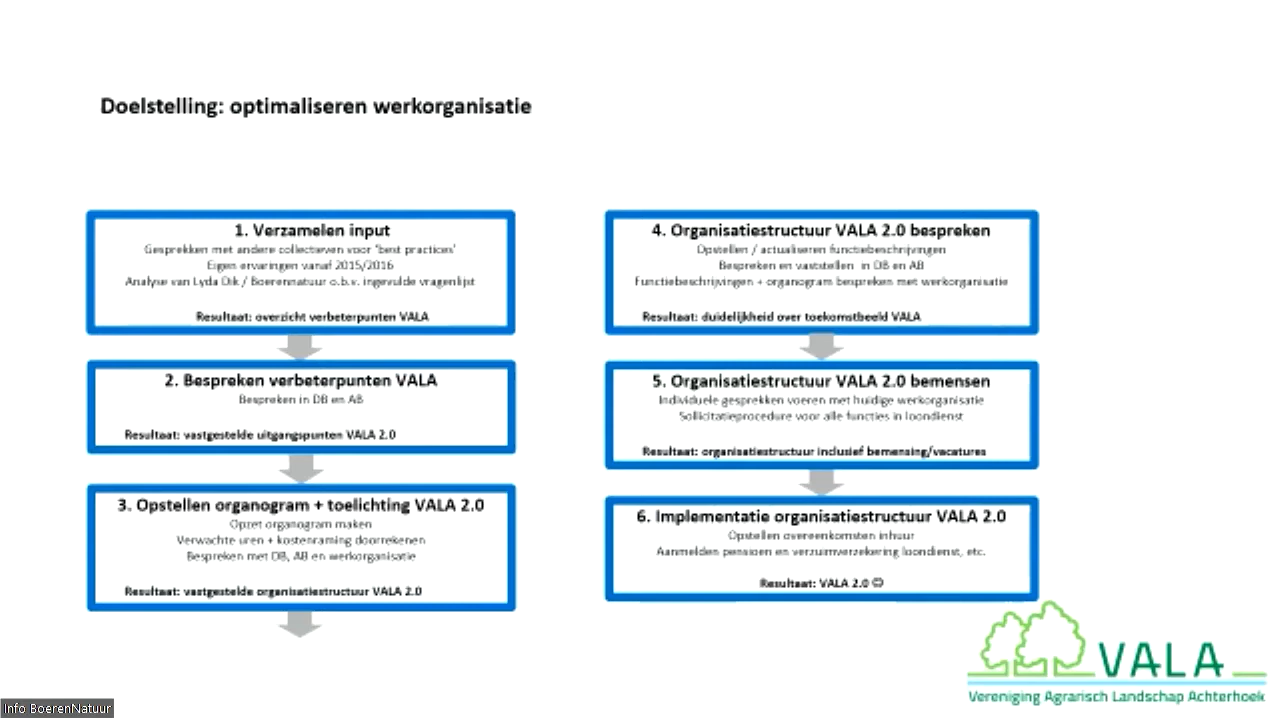 Doelstelling: optimaliseren werkorganisatie
1. Verzamelen input
Gesprekken met andere collectieven voor 'best practices'
Eigen ervaringen vanaf 2015/2016
Analyse van Lyda Dik / Boerennatuur o.b.v. ingevulde vragenlijst
Resultaat: overzicht verbeterpunten VALA
2. Bespreken verbeterpunten VALA
Bespreken in DB en AB
Resultaat: vastgestelde uitgangspunten VALA 2.0
3. Opstellen organogram + toelichting VALA 2.0
Opzet organogram maken
Verwachte uren + kostenraming doorrekenen
Bespreken met DB, AB en werkorganisatie
Resultaat: vastgestelde organisatiestructuur VALA 2.0
4. Organisatiestructuur VALA 2.0 bespreken
Opstellen / actualiseren functiebeschrijvingen
Bespreken en vaststellen in DB en AB
Functiebeschrijvingen + organogram bespreken met werkorganisatie
Resultaat: duidelijkheid over toekomstbeeld VALA
5. Organisatiestructuur VALA 2.0 bemensen
Individuele gesprekken voeren met huidige werkorganisatie
Sollicitatieprocedure voor alle functies in loondienst
Resultaat: organisatiestructuur inclusief bemensing/vacatures
6. Implementatie organisatiestructuur VALA 2.0
Opstellen overeenkomsten inhuur
Aanmelden pensioen en verzuimverzekering loondienst, etc.
Resultaat: VALA 2.0 ☺
VALA
Vereniging Agrarisch Landschap Achterhoek
Info BoerenNatuur